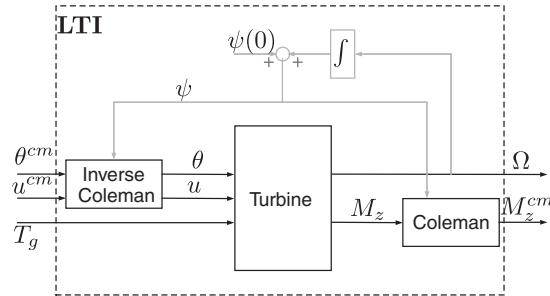 LTI
ψ(0)
+ +
∫
ψ
θ^{cm}
u^{cm}
T_g
Inverse
Coleman
θ
u
Turbine
Ω
M_z
Coleman
M_z^{cm}